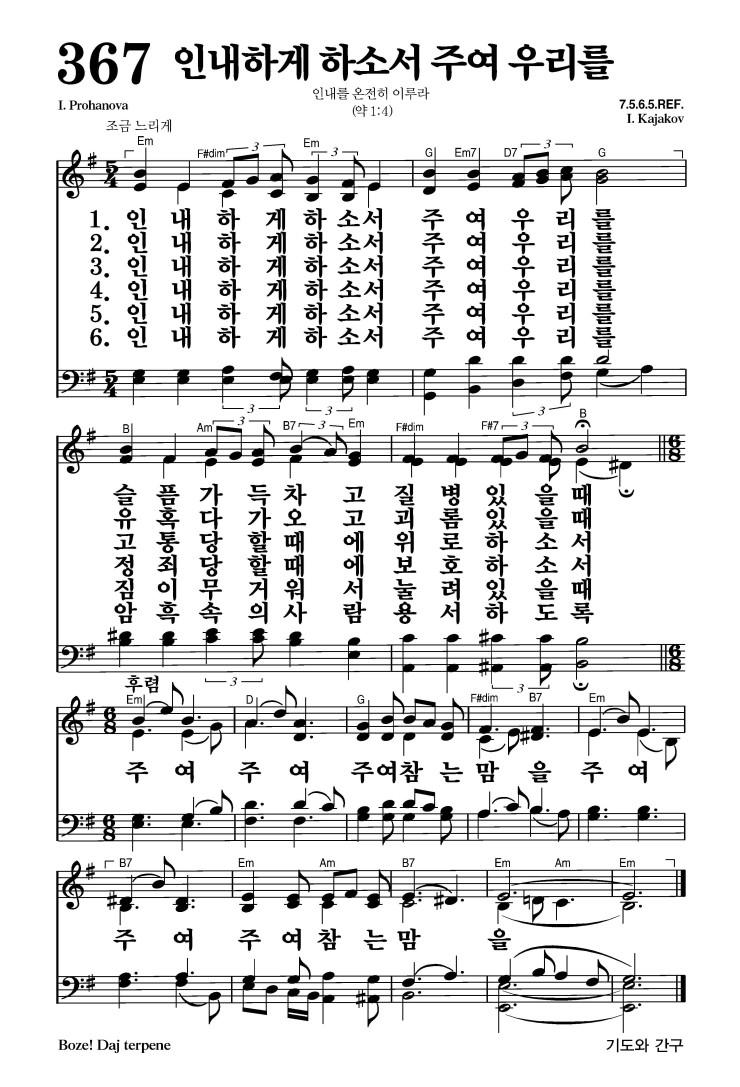 367 인내하게 하소서 주여 우리를
인내를 온전히 이루라
(약 1:4)
I. Prohanova
7.5.6.5.REF.
I. Kajakov
조금 느리게
Em F#dim 3 Em 3 G Em7 D7 3 G
1. 인 내 하 게 하 소 서 주 여 우 리 를
2. 인 내 하 게 하 소 서 주 여 우 리 를
3. 인 내 하 게 하 소 서 주 여 우 리 를
4. 인 내 하 게 하 소 서 주 여 우 리 를
5. 인 내 하 게 하 소 서 주 여 우 리 를
6. 인 내 하 게 하 소 서 주 여 우 리 를
3 3 3
B Am 3 B7 3 Em F#dim F#7 3 B
슬 픔 가 득 차 고 질 병 있 을 때
유 혹 다 가 오 고 괴 롬 있 을 때
고 통 당 할 때 에 위 로 하 소 서
정 죄 당 할 때 에 보 호 하 소 서
짐 이 무 거 워 서 눌 려 있 을 때
암 흑 속 의 사 람 용 서 하 도 록
3 3
후렴
Em D G F#dim B7 Em
주 여 주 여 주 여 참 는 맘 을 주 여
B7 Em Am B7 Em Am Em
주 여 주 여 참 는 맘 을
Boze! Daj terpene
기도와 간구